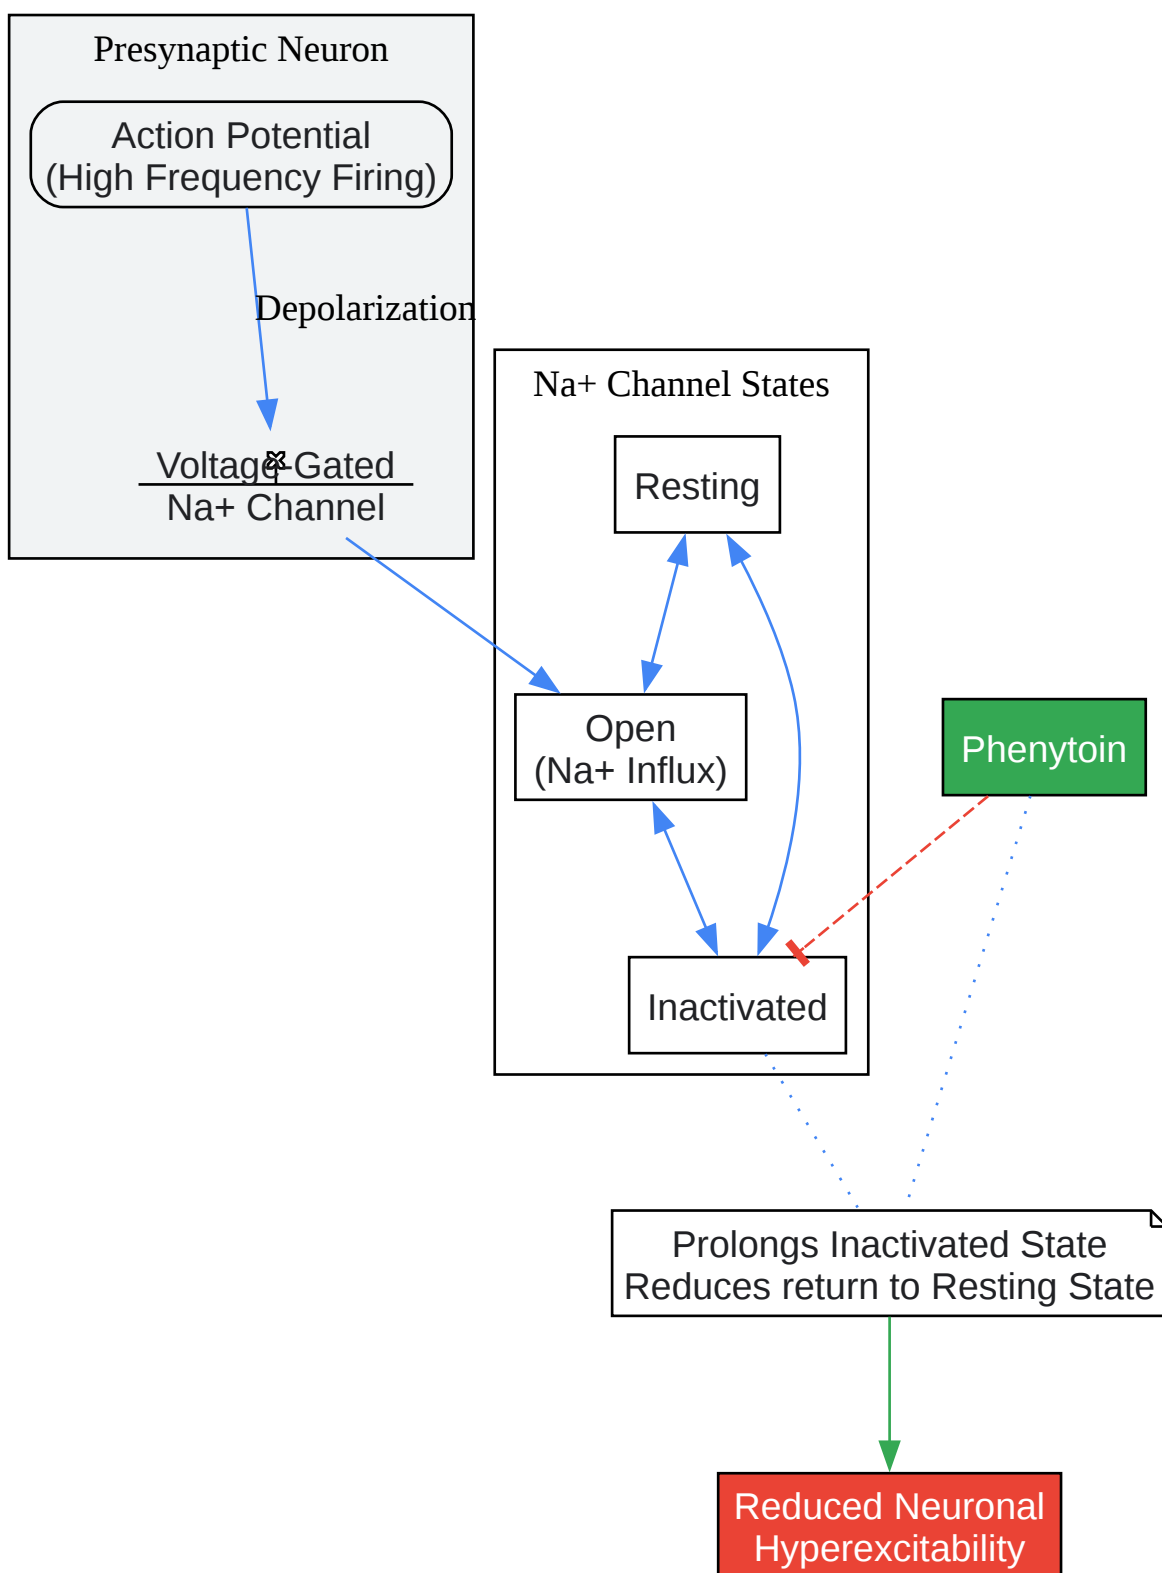 Presynaptic Neuron
Action Potential
(High Frequency Firing)
Depolarization
Voltage-Gated
Na+ Channel
Na+ Channel States
Resting
Open
(Na+ Influx)
Phenytoin
Inactivated
Prolongs Inactivated State
Reduces return to Resting State
Reduced Neuronal
Hyperexcitability